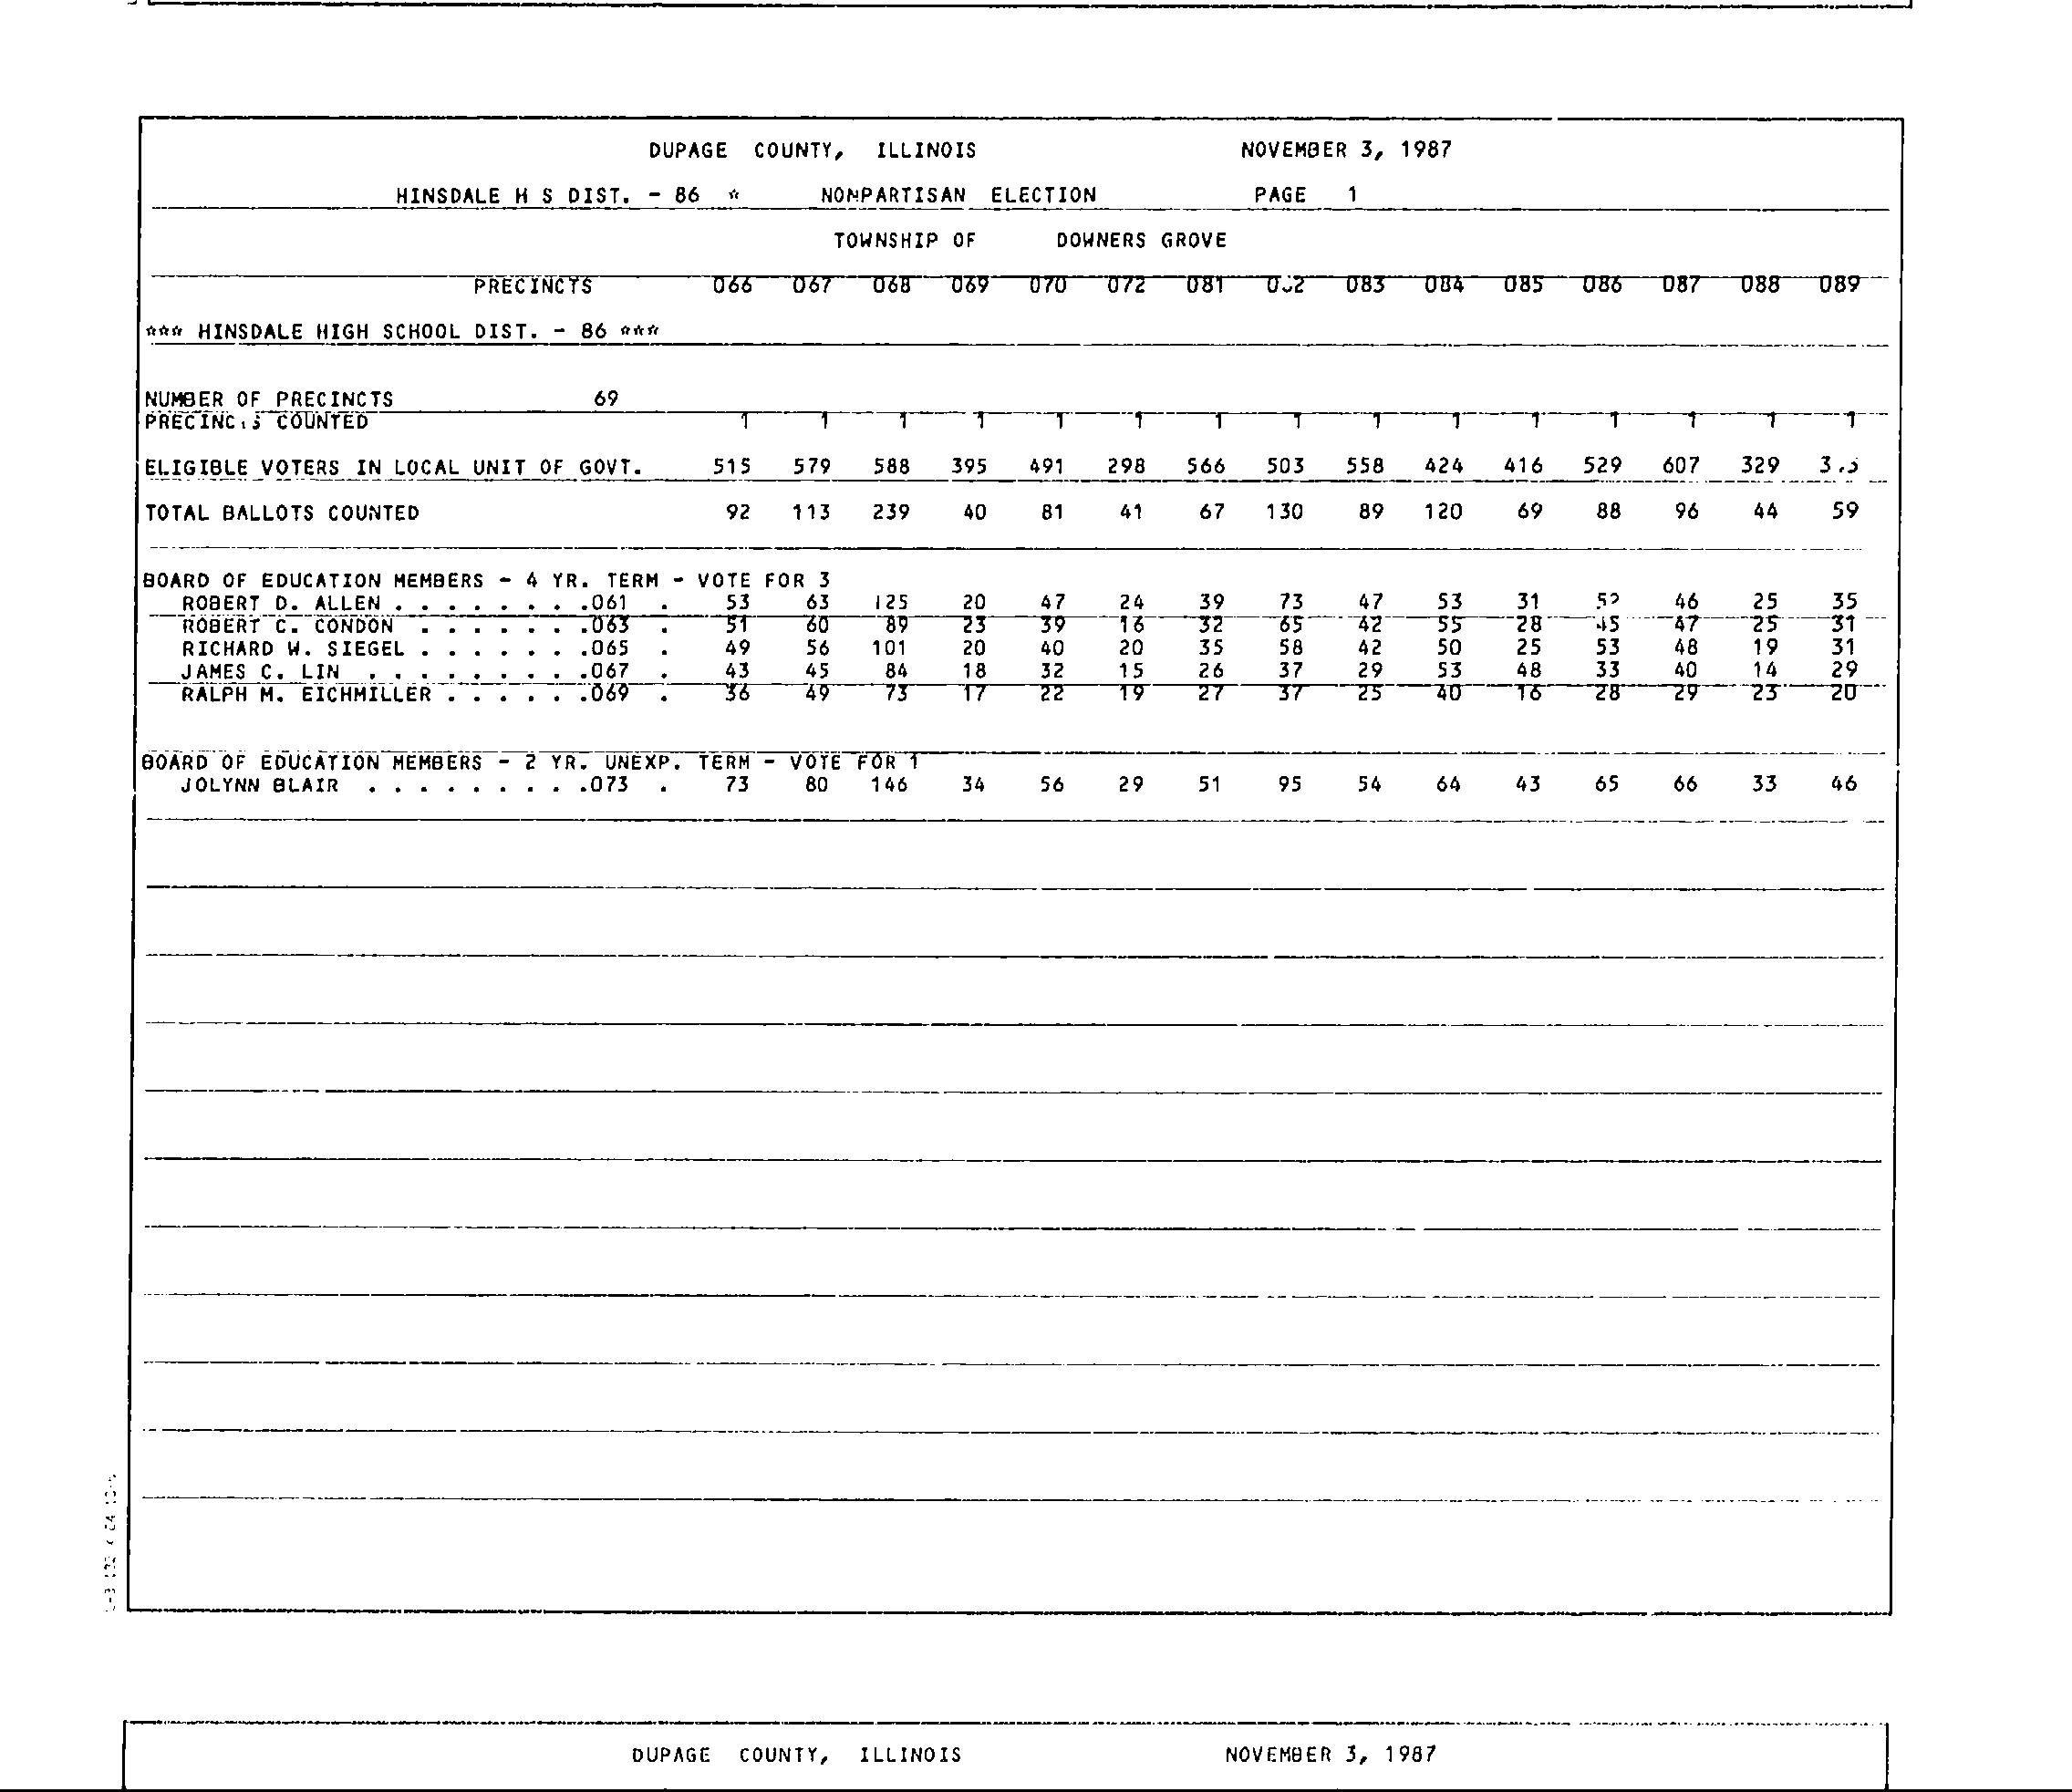 DUPAGE COUNTY, ILLINOIS NOVEMBER 3, 1987
HINSDALE H S DIST. - 86 * NONPARTISAN ELECTION PAGE 1
TOWNSHIP OF DOWNERS GROVE
PRECINCTS 066 067 068 069 070 072 081 083 084 085 086 087 088 089
*** HINSDALE HIGH SCHOOL DIST. - 86 ***
NUMBER OF PRECINCTS 69
COUNTED 1 1 1 1 1 1 1 1 1 1 1 1 1 1 1
ELIGIBLE VOTERS IN LOCAL UNIT OF GOVT. 515 579 588 395 491 298 566 503 558 424 416 529 607 329
TOTAL BALLOTS COUNTED 92 113 239 40 81 41 67 130 89 120 69 88 96 44 59
BOARD OF EDUCATION MEMBERS - 4 YR. TERM - VOTE FOR 3
ROBERT D. ALLEN . . . . . . . .061 . 53 63 125 20 47 24 39 73 47 53 31 46 25 35
ROBERT C. CONDON . . . . . . .063 . 51 60 89 23 39 16 32 65 42 55 28 45 47 25 31
RICHARD W. SIEGEL . . . . . . .065 . 49 56 101 20 40 20 35 58 42 50 25 53 48 19 31
JAMES C. LIN . . . . . . . . .067 . 43 45 84 18 32 15 26 37 29 53 48 33 40 14 29
RALPH M. EICHMILLER . . . . . .069 . 36 49 73 17 22 19 27 37 25 40 16 28 29 23 20
BOARD OF EDUCATION MEMBERS - 2 YR. UNEXP. TERM - VOTE FOR 1
JOLYNN BLAIR . . . . . . . . .073 . 73 80 146 34 56 29 51 95 54 64 43 65 66 33 46
DUPAGE COUNTY, ILLINOIS NOVEMBER 3, 1987